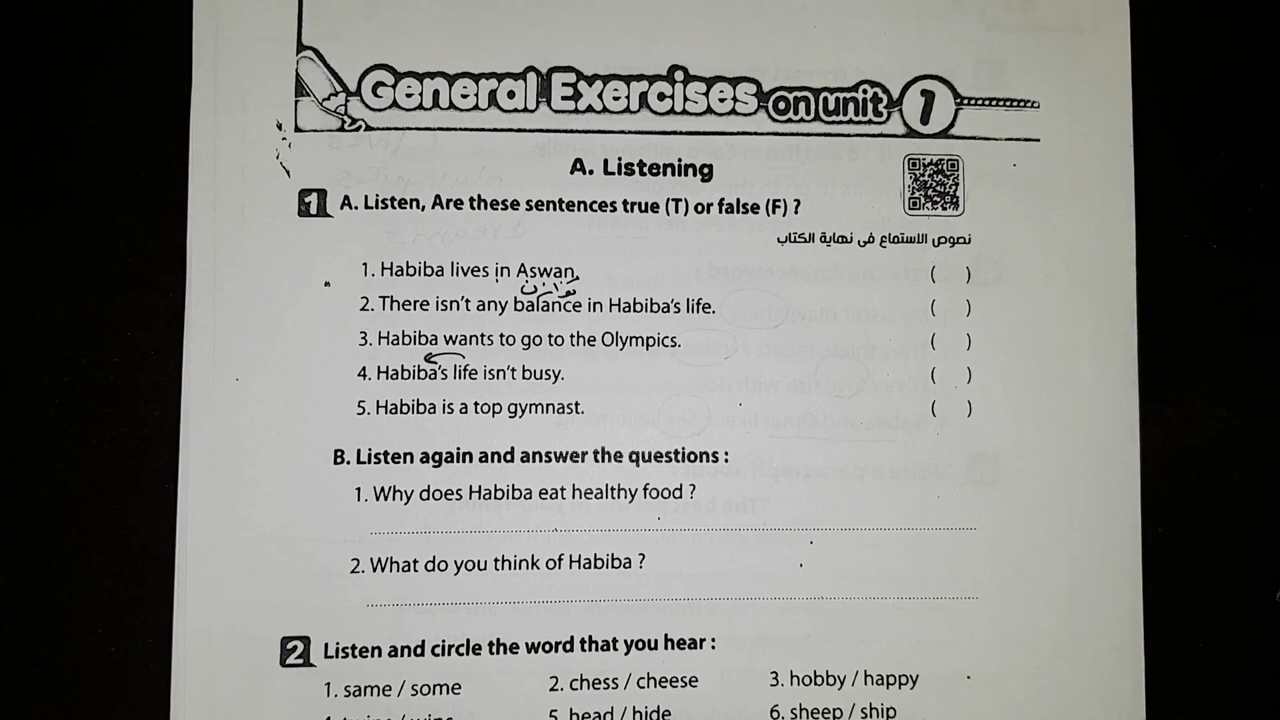 General Exercises on unit 1
A. Listening
1 A. Listen, Are these sentences true (T) or false (F) ?
نصوص الاستماع فى نهاية الكتاب
1. Habiba lives in Aswan. ( )
توازن
2. There isn't any balance in Habiba's life. ( )
3. Habiba wants to go to the Olympics. ( )
4. Habiba's life isn't busy. ( )
5. Habiba is a top gymnast. ( )
B. Listen again and answer the questions :
1. Why does Habiba eat healthy food ?
2. What do you think of Habiba ?
2 Listen and circle the word that you hear :
1. same / some 2. chess / cheese 3. hobby / happy
5. head / hide 6. sheep / ship